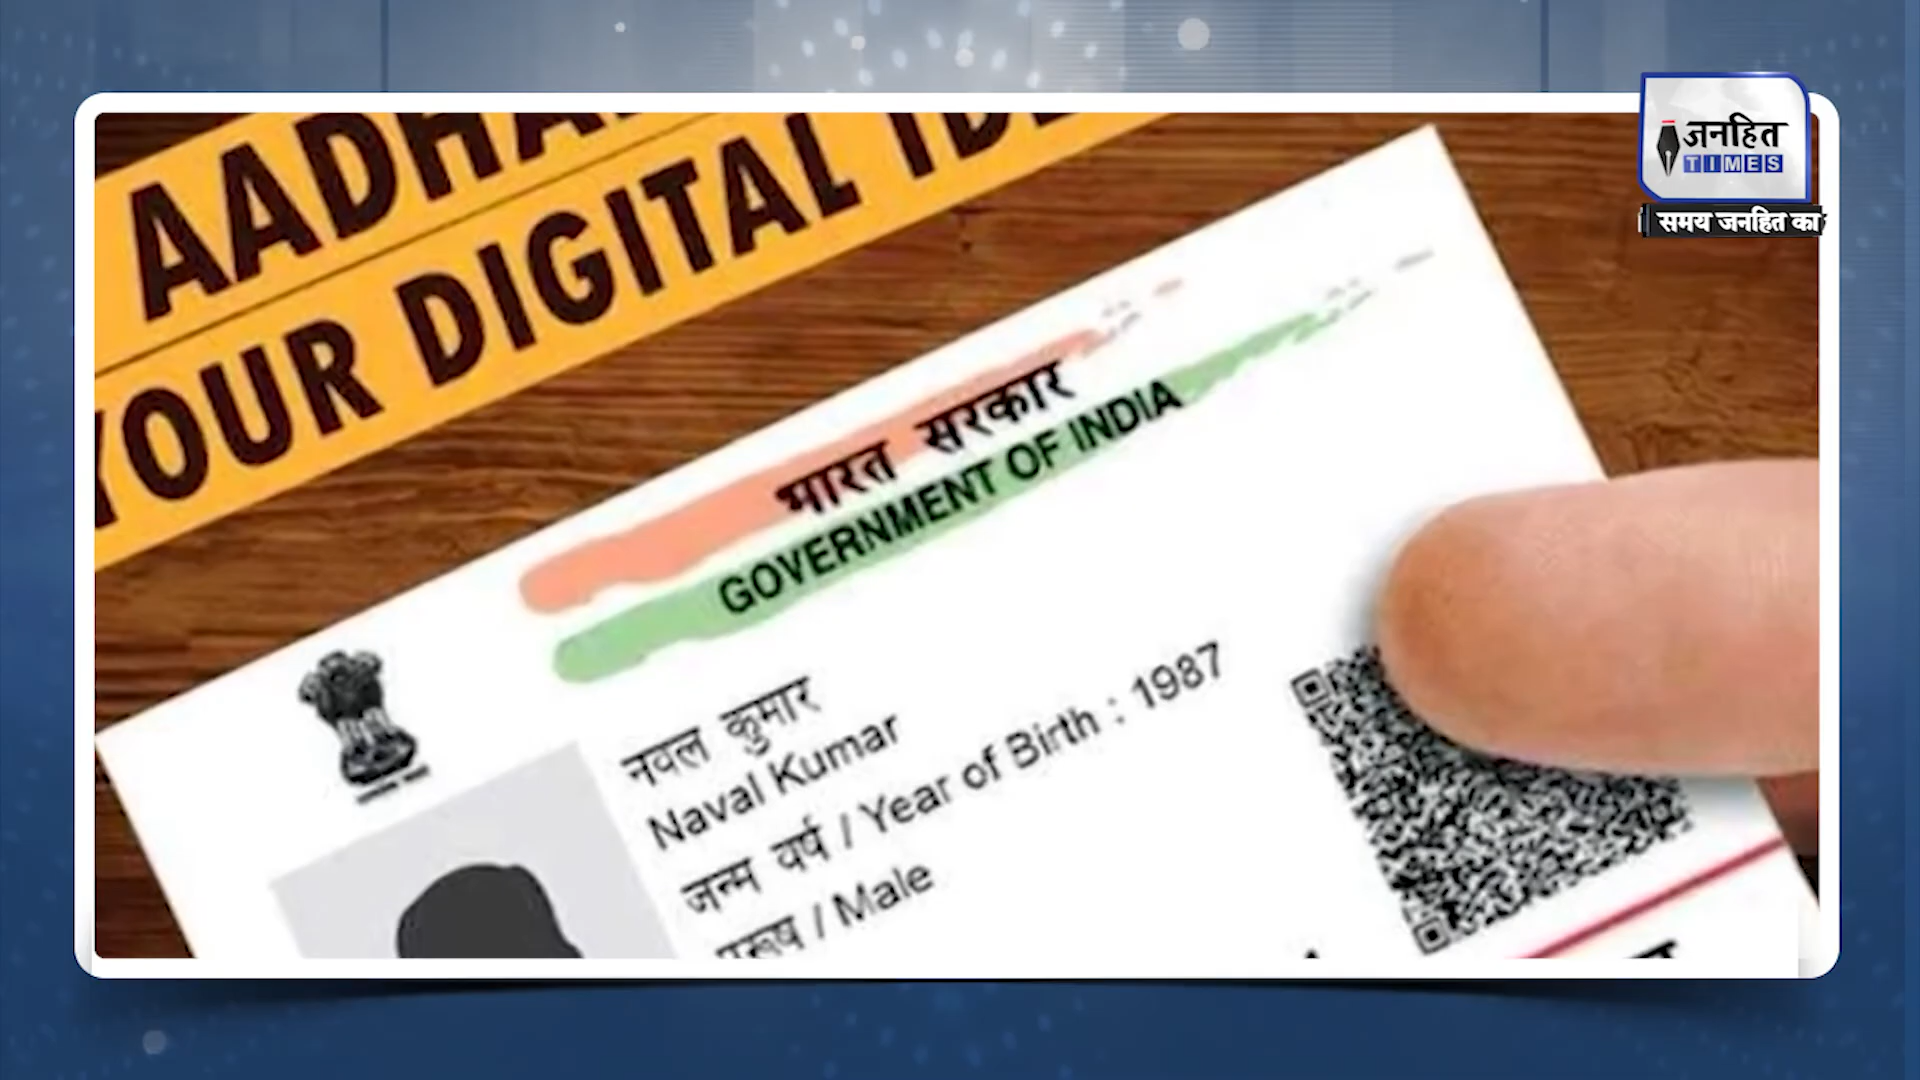 AADHA
YOUR DIGITAL IDE
जनहित
TIMES
समय जनहित का
भारत सरकार
GOVERNMENT OF INDIA
नवल कुमार
Naval Kumar
जन्म वर्ष / Year of Birth : 1987
पुरूष / Male